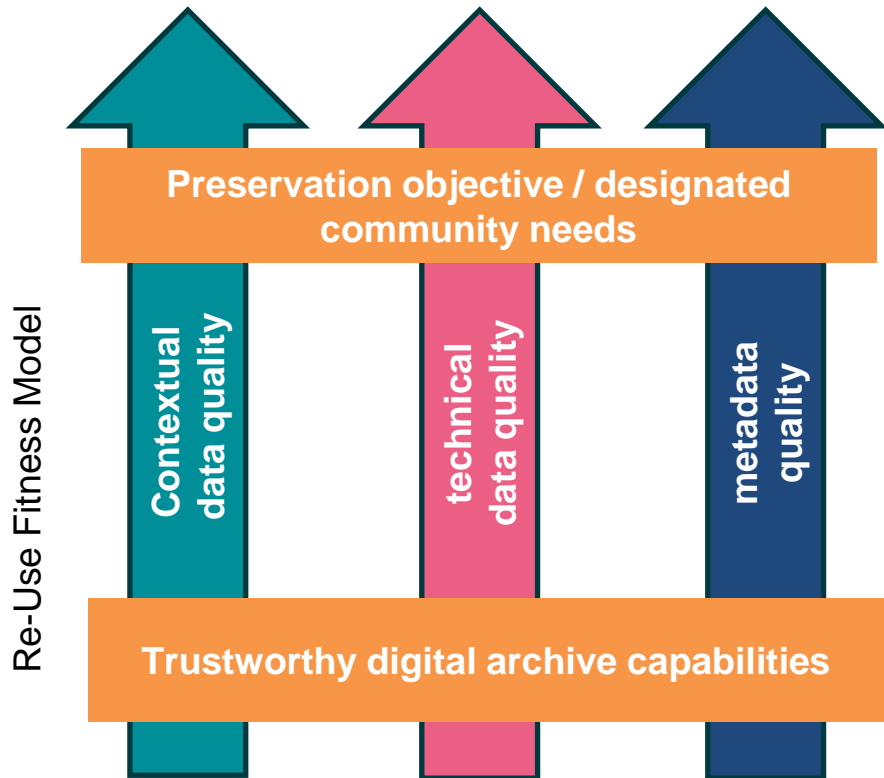 Preservation objective / designated
community needs
Re-Use Fitness Model
Contextual
data quality
technical
data quality
metadata
quality
Trustworthy digital archive capabilities